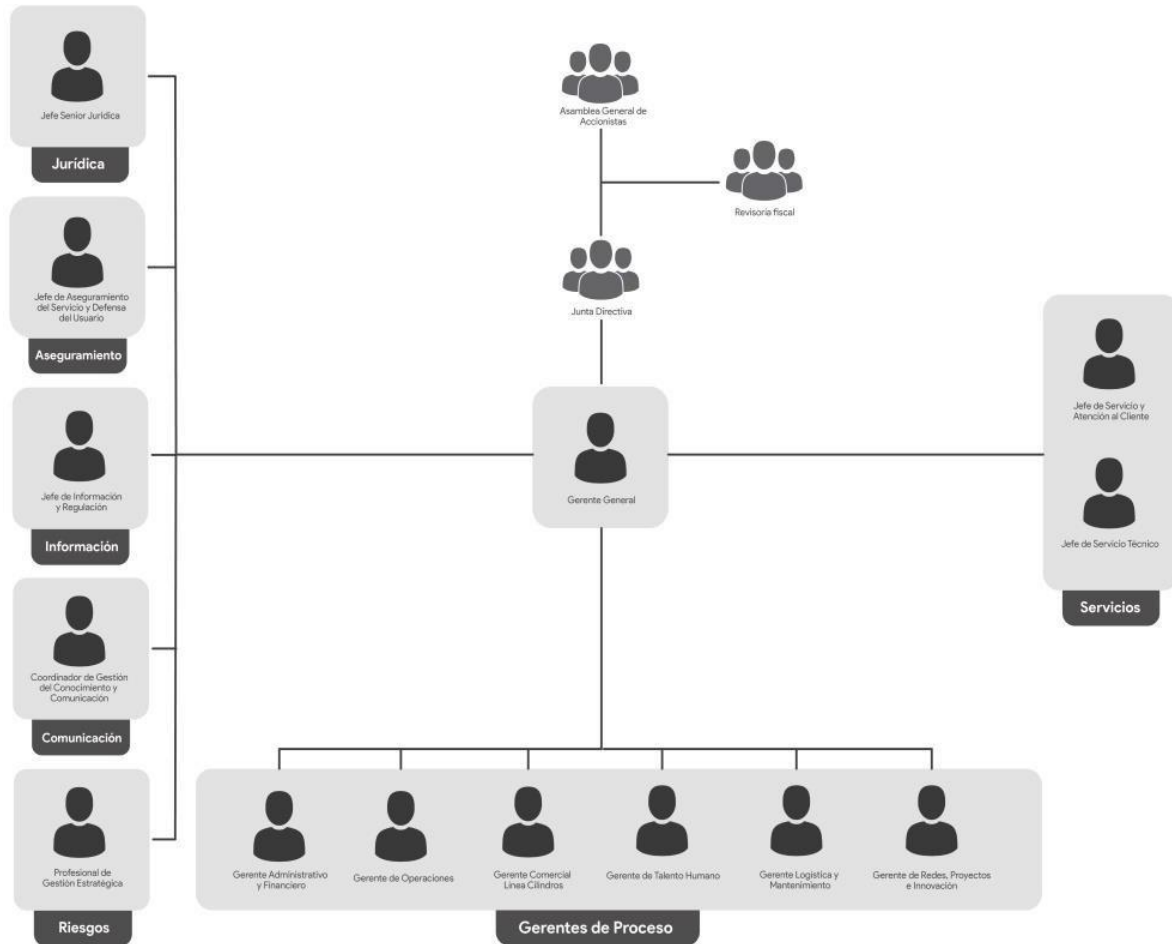 Jefe Senior Jurídica
Jurídica
Jefe de Aseguramiento
del Servicio y Defensa
del Usuario
Aseguramiento
Jefe de Información
y Regulación
Información
Coordinador de Gestión
del Conocimiento y
Comunicación
Comunicación
Profesional de
Gestión Estratégica
Riesgos
Asamblea General de
Accionistas
Revisoría fiscal
Junta Directiva
Gerente General
Jefe de Servicio y
Atención al Cliente
Jefe de Servicio Técnico
Servicios
Gerente Administrativo
y Financiero
Gerente de Operaciones
Gerente Comercial
Línea Cilindros
Gerente de Talento Humano
Gerente Logística y
Mantenimiento
Gerente de Redes, Proyectos
e Innovación
Gerentes de Proceso